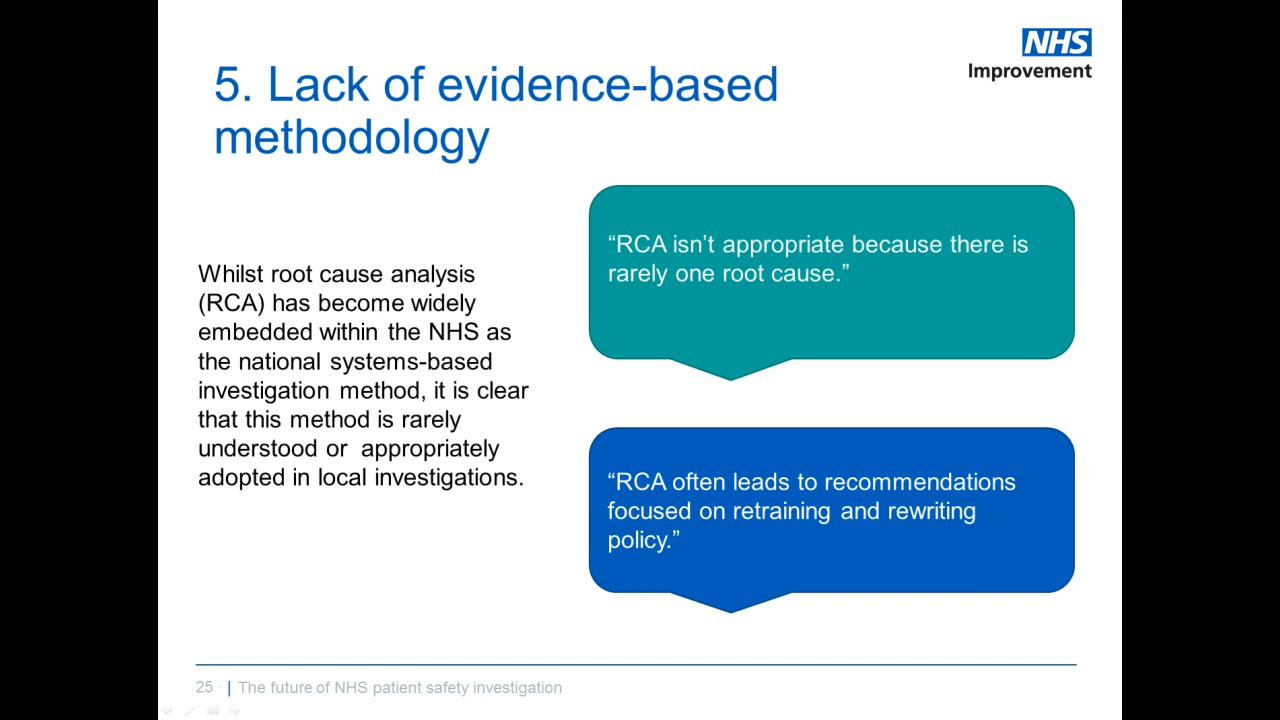 NHS
Improvement
5. Lack of evidence-based
methodology
Whilst root cause analysis
(RCA) has become widely
embedded within the NHS as
the national systems-based
investigation method, it is clear
that this method is rarely
understood or  appropriately
adopted in local investigations.
“RCA isn’t appropriate because there is
rarely one root cause.”
“RCA often leads to recommendations
focused on retraining and rewriting
policy.”
25 | The future of NHS patient safety investigation